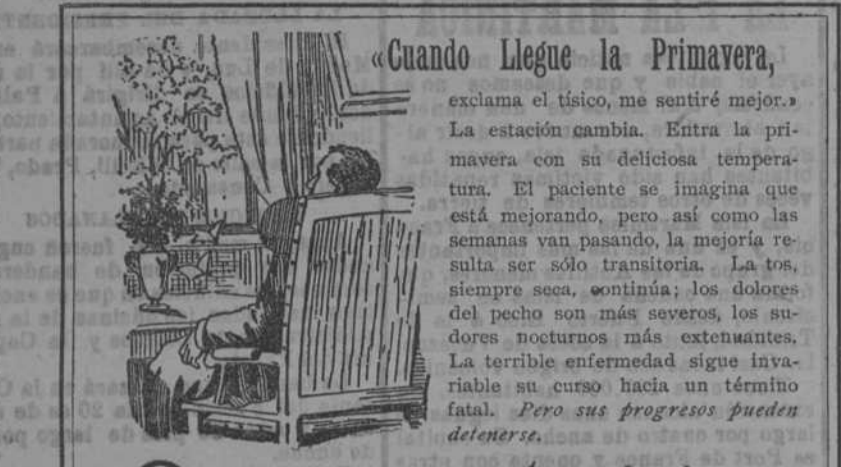 «Cuando Llegue la Primavera,
exclama el tísico, me sentiré mejor.»
La estación cambia. Entra la pri-
mavera con su deliciosa tempera-
tura. El paciente se imagina que
está mejorando, pero así como las
semanas van pasando, la mejoría re-
sulta ser sólo transitoria. La tos,
siempre seca, continúa; los dolores
del pecho son más severos, los su-
dores nocturnos más extenuantes.
La terrible enfermedad sigue inva-
riable su curso hacia un término
fatal. Pero sus progresos pueden
detenerse.